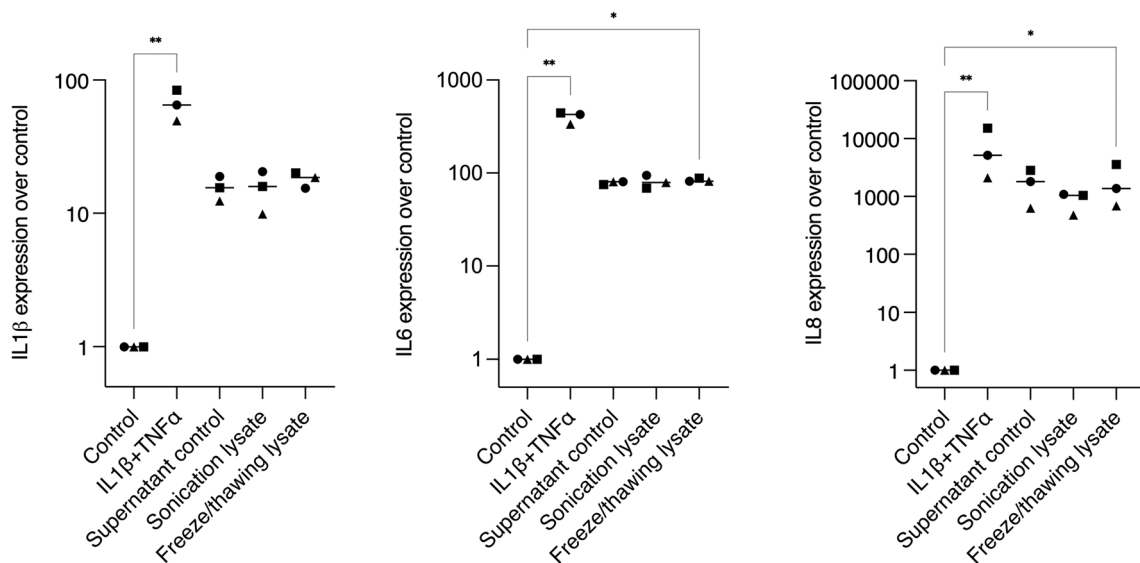 **
100
10
1
IL1β expression over control
Control
IL1β+TNFα
Supernatant control
Sonication lysate
Freeze/thawing lysate
*
**
1000
100
10
1
IL6 expression over control
Control
IL1β+TNFα
Supernatant control
Sonication lysate
Freeze/thawing lysate
*
**
100000
10000
1000
100
10
1
IL8 expression over control
Control
IL1β+TNFα
Supernatant control
Sonication lysate
Freeze/thawing lysate